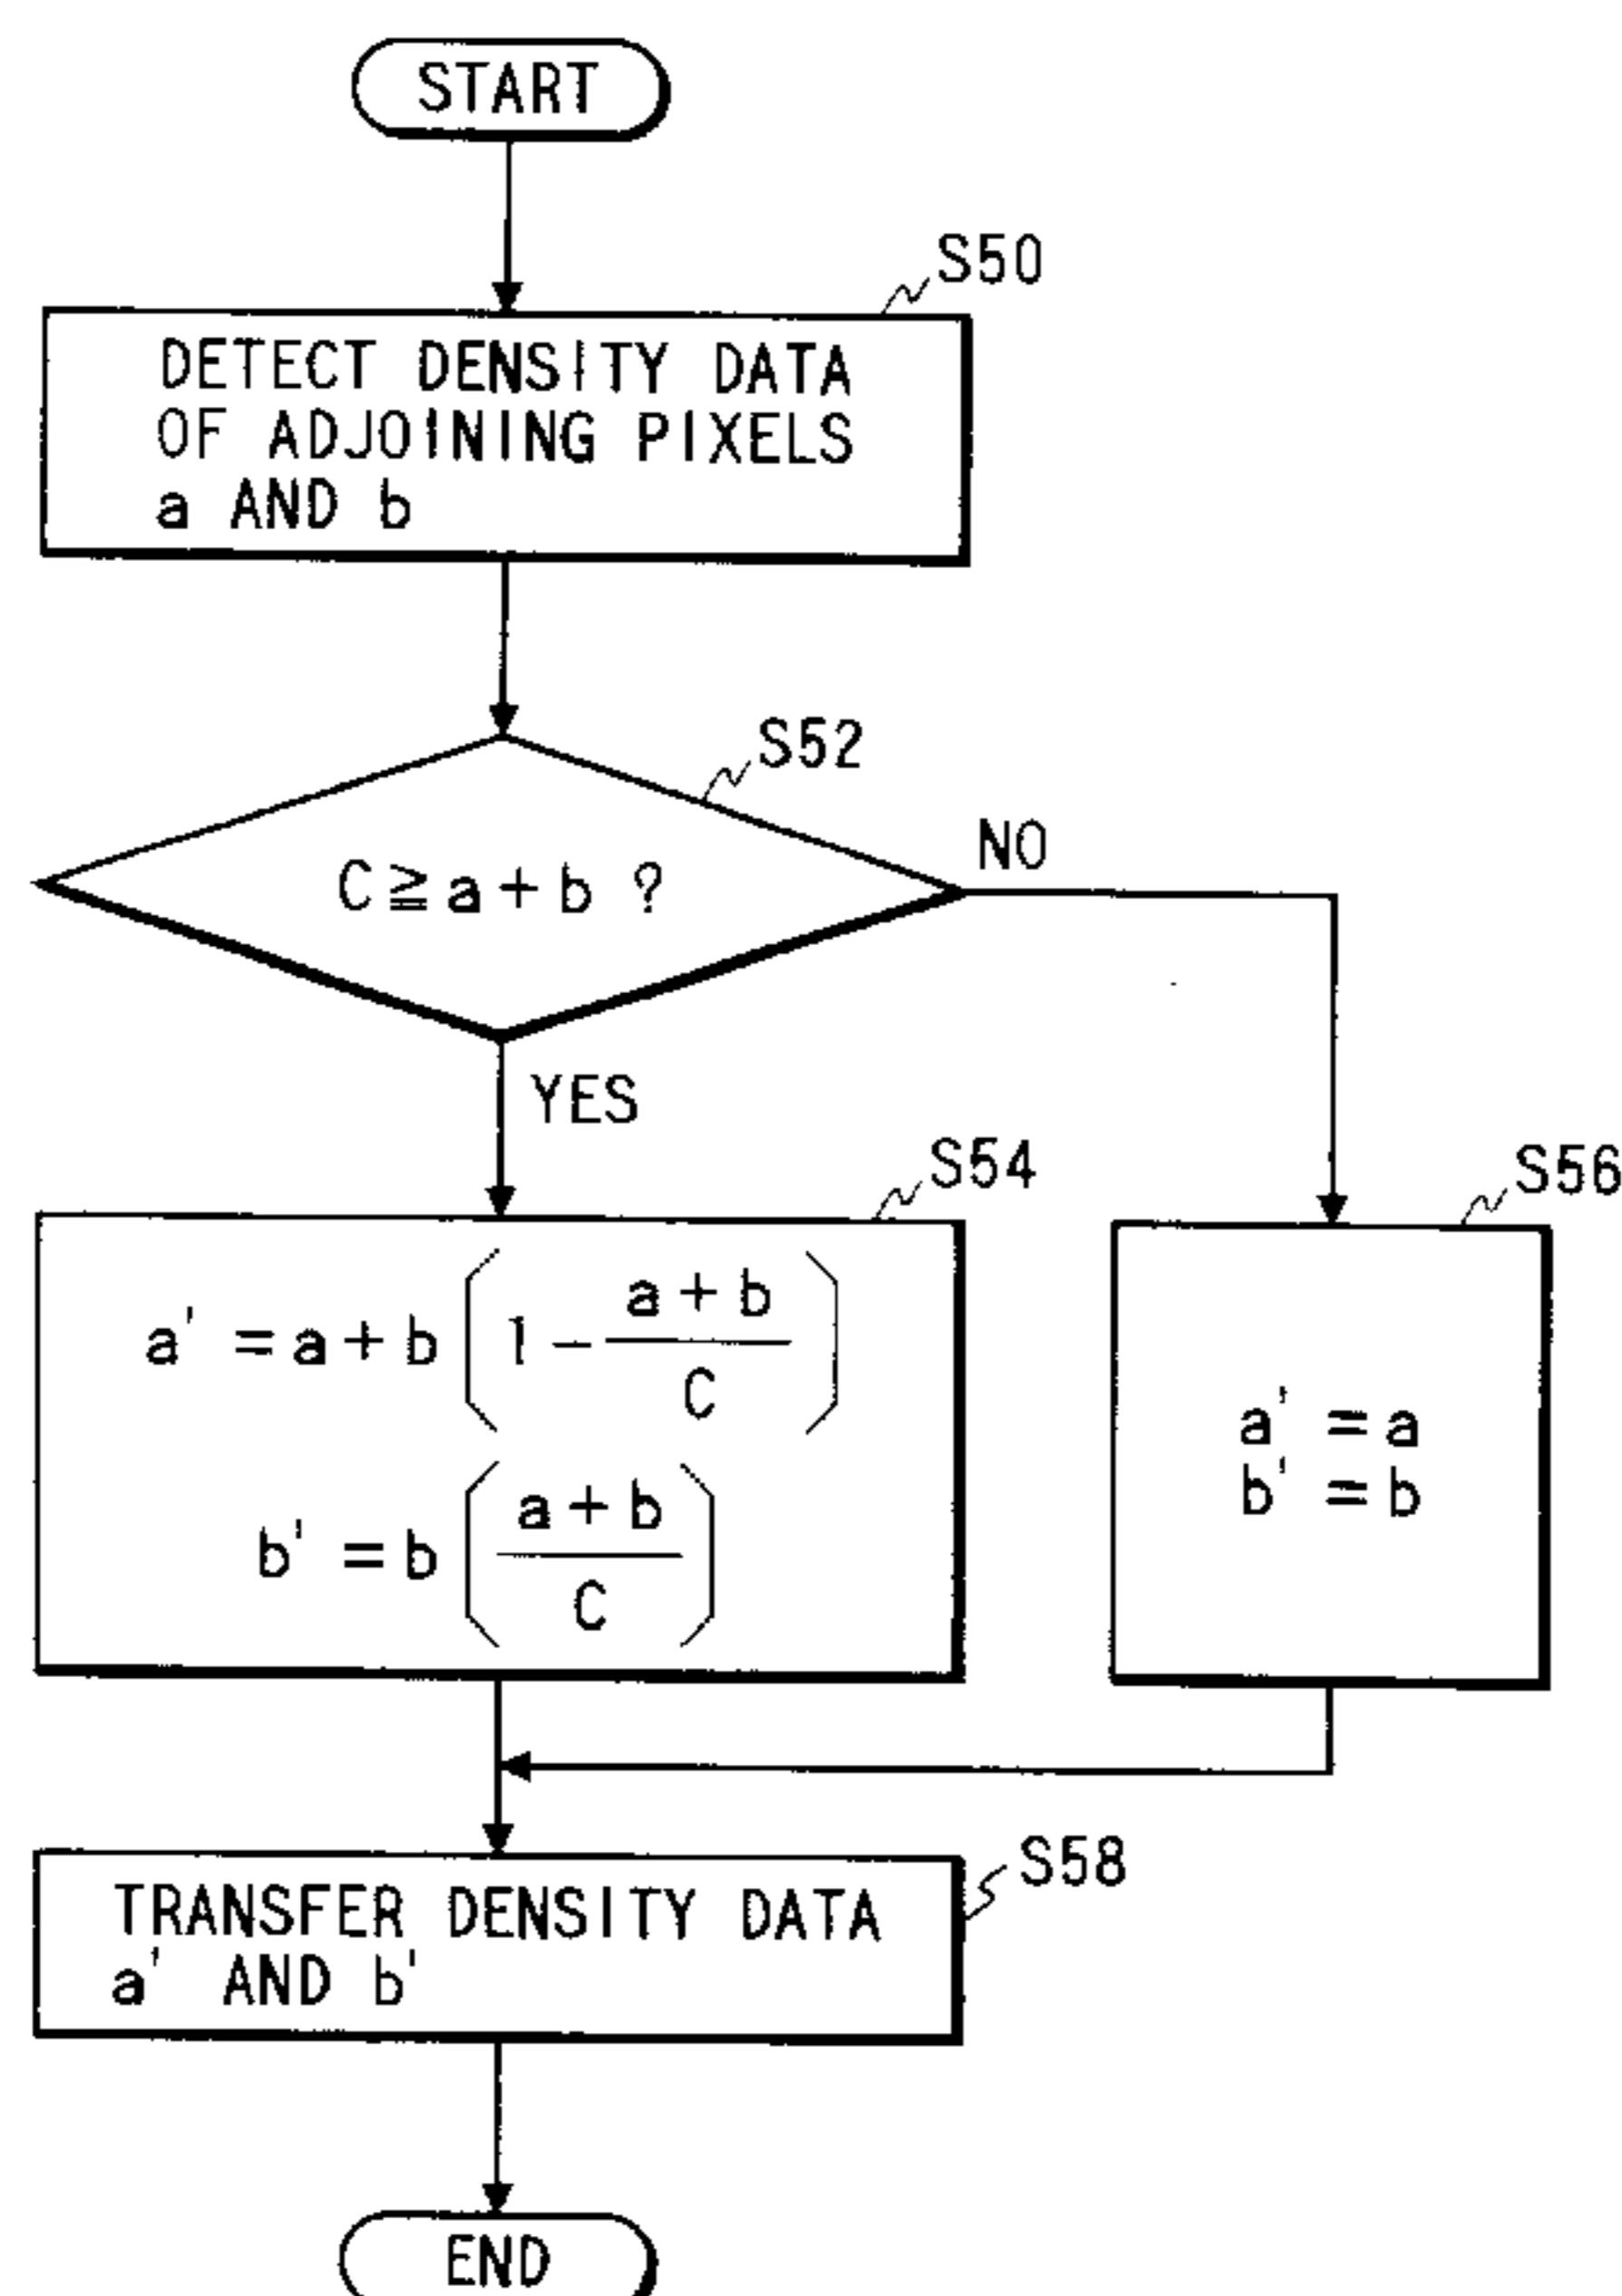 START
S50
DETECT DENSITY DATA
OF ADJOINING PIXELS
a AND b
S52
C ≧ a + b ?
NO
YES
S54
a' = a + b ( 1 - (a + b) / C )
b' = b ( (a + b) / C )
S56
a' = a
b' = b
S58
TRANSFER DENSITY DATA
a' AND b'
END